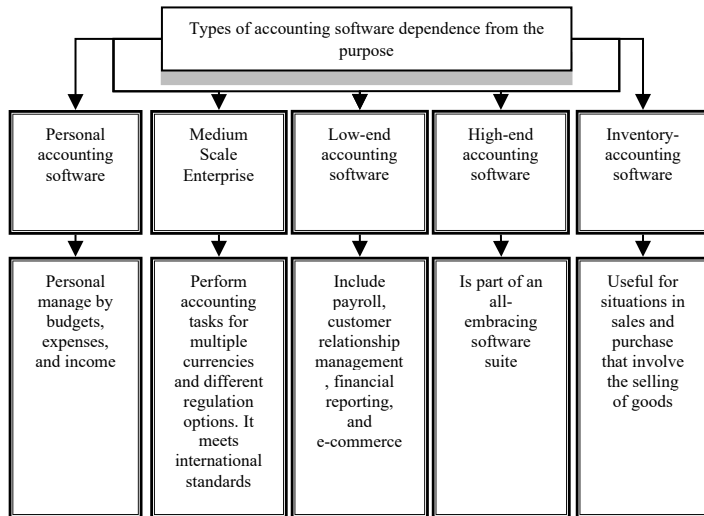 Types of accounting software dependence from the
purpose
Personal
accounting
software
Medium
Scale
Enterprise
Low-end
accounting
software
High-end
accounting
software
Inventory-
accounting
software
Personal
manage by
budgets,
expenses,
and income
Perform
accounting
tasks for
multiple
currencies
and different
regulation
options. It
meets
international
standards
Include
payroll,
customer
relationship
management
, financial
reporting,
and
e-commerce
Is part of an
all-
embracing
software
suite
Useful for
situations in
sales and
purchase
that involve
the selling
of goods